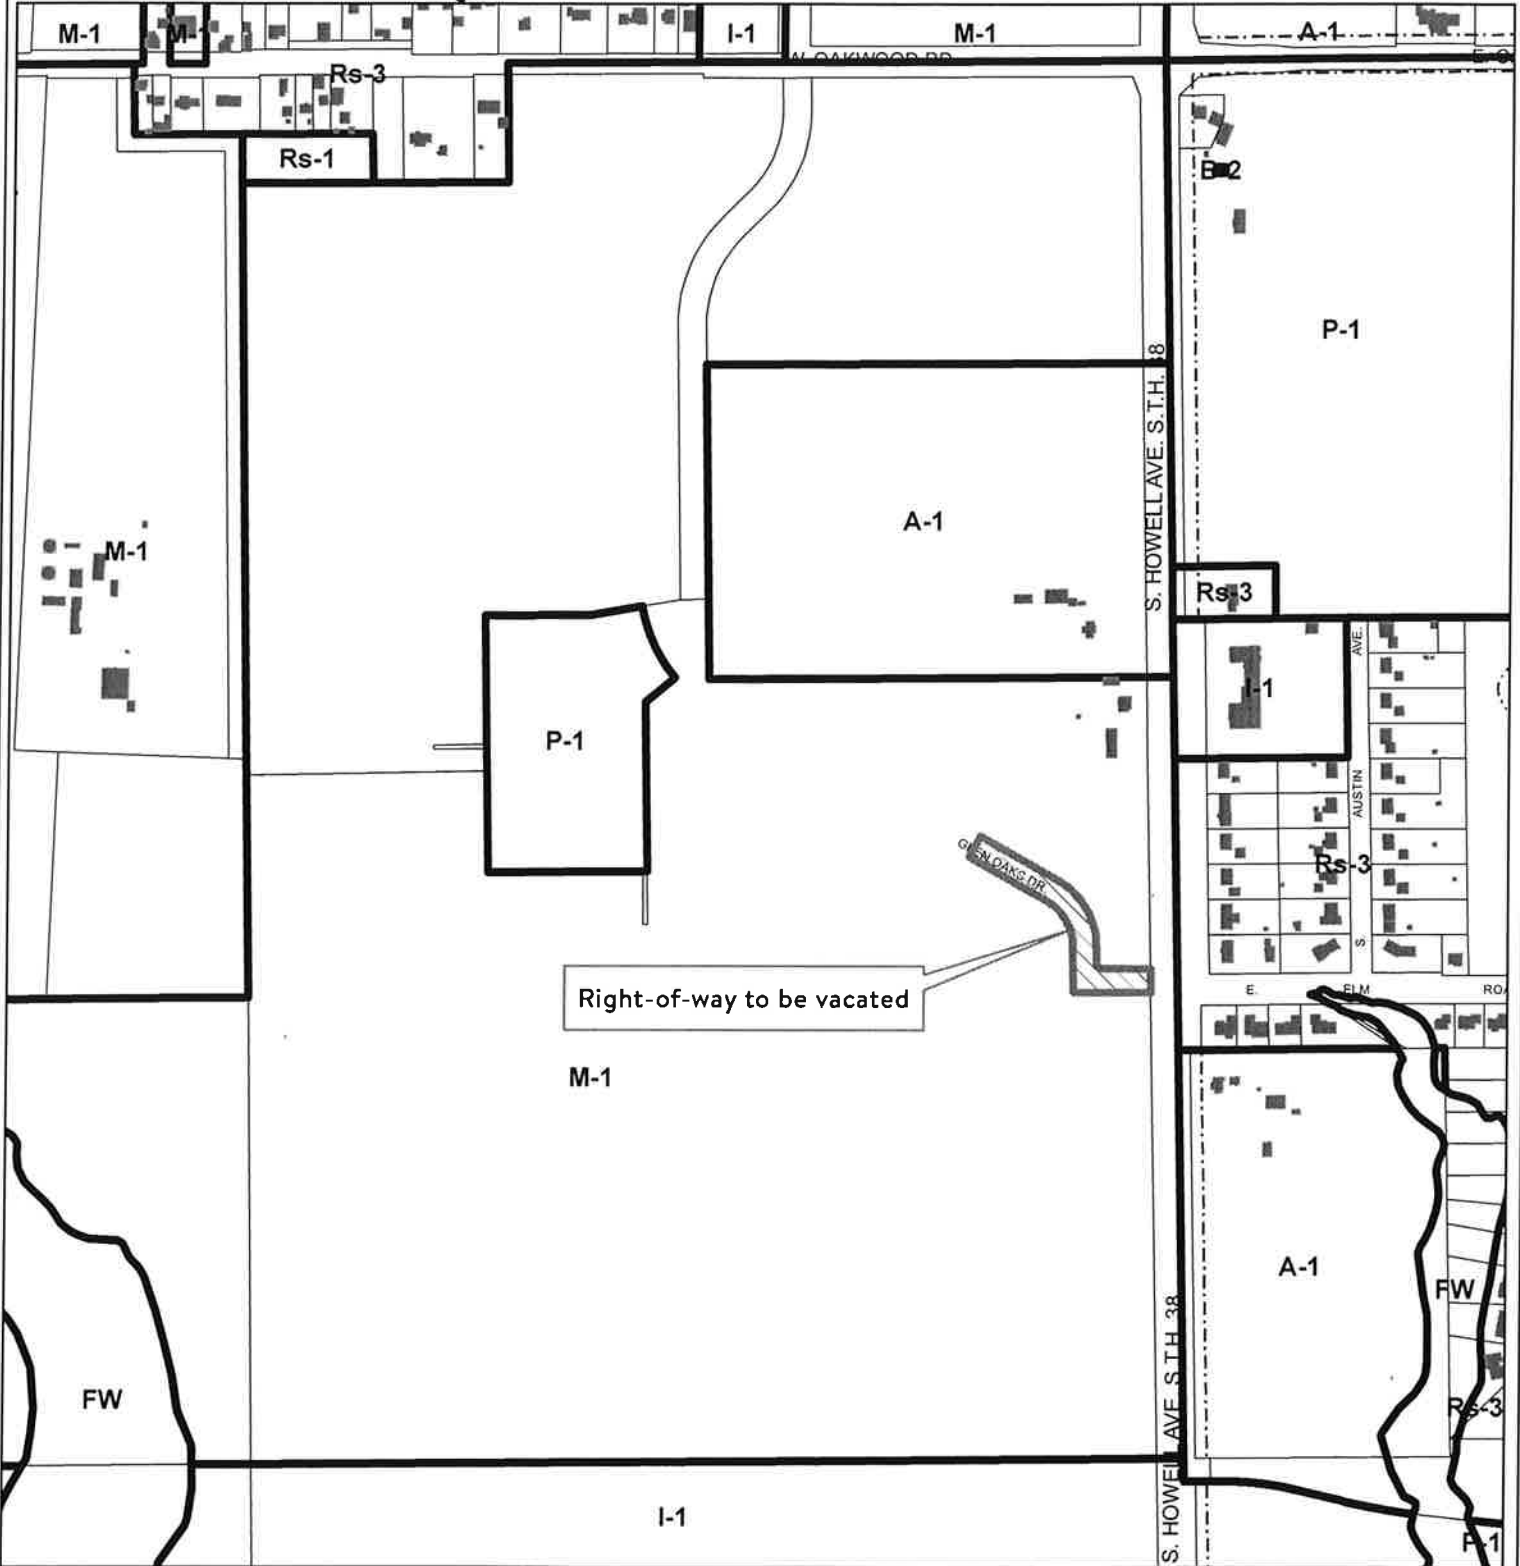 M-1
M-1
I-1
M-1
A-1
W. OAKWOOD RD.
Rs-3
Rs-1
B-2
P-1
S. HOWELL AVE. S.T.H. 38
A-1
M-1
Rs-3
AVE.
I-1
P-1
AUSTIN
GLEN OAKS DR.
Rs-3
S.
E. ELM
Right-of-way to be vacated
M-1
A-1
FW
S. HOWELL AVE. S.T.H. 38
FW
Rs-3
I-1
P-1